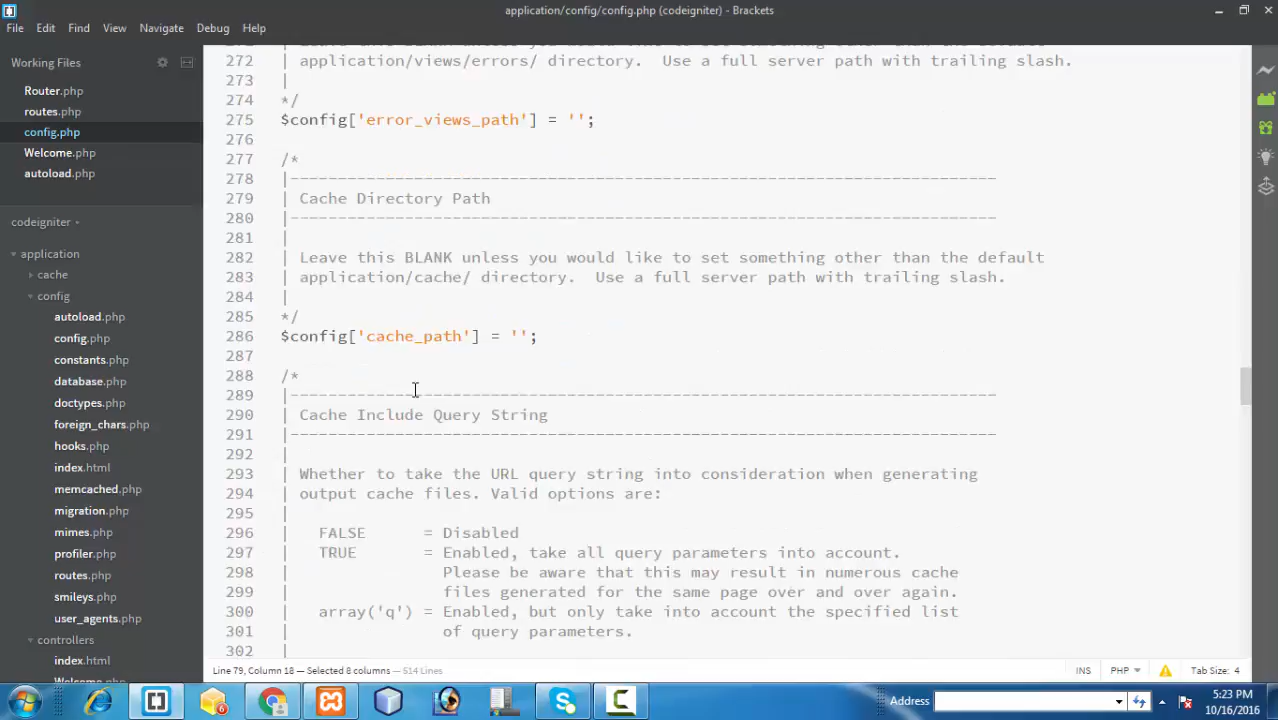 application/config/config.php (codeigniter) - Brackets
File Edit Find View Navigate Debug Help
Working Files
Router.php
routes.php
config.php
Welcome.php
autoload.php
codeigniter
application
cache
config
autoload.php
config.php
constants.php
database.php
doctypes.php
foreign_chars.php
hooks.php
index.html
memcached.php
migration.php
mimes.php
profiler.php
routes.php
smileys.php
user_agents.php
controllers
index.html
272 | application/views/errors/ directory.  Use a full server path with trailing slash.
273 |
274 */
275 $config['error_views_path'] = '';
276
277 /*
278 |--------------------------------------------------------------------------
279 | Cache Directory Path
280 |--------------------------------------------------------------------------
281 |
282 | Leave this BLANK unless you would like to set something other than the default
283 | application/cache/ directory.  Use a full server path with trailing slash.
284 |
285 */
286 $config['cache_path'] = '';
287
288 /*
289 |--------------------------------------------------------------------------
290 | Cache Include Query String
291 |--------------------------------------------------------------------------
292 |
293 | Whether to take the URL query string into consideration when generating
294 | output cache files. Valid options are:
295 |
296 |	FALSE      = Disabled
297 |	TRUE       = Enabled, take all query parameters into account.
298 |	             Please be aware that this may result in numerous cache
299 |	             files generated for the same page over and over again.
300 |	array('q') = Enabled, but only take into account the specified list
301 |	             of query parameters.
302 |
Line 79, Column 18 — Selected 8 columns — 514 Lines
INS PHP Tab Size: 4
Address
5:23 PM
10/16/2016